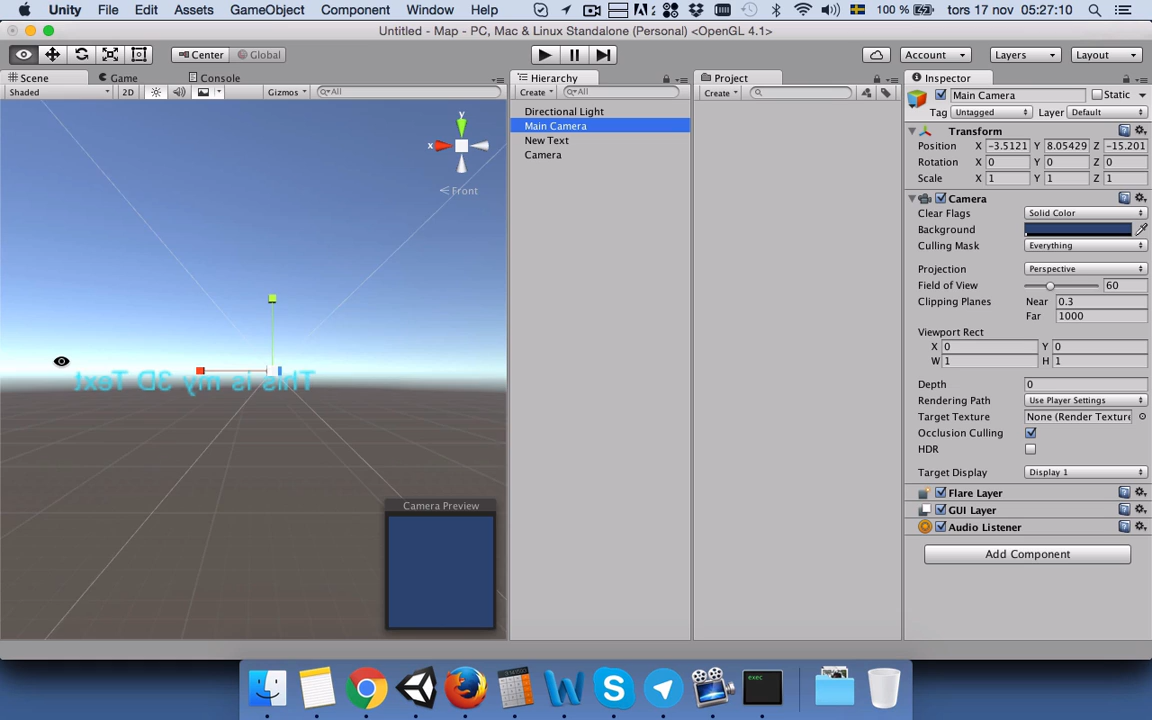 Unity File Edit Assets GameObject Component Window Help 100 % tors 17 nov 05:27:10
Untitled - Map - PC, Mac & Linux Standalone (Personal) <OpenGL 4.1>
Center Global Account Layers Layout
Scene Game Console Hierarchy Project Inspector
Shaded 2D Gizmos All Create All Create Main Camera Static
Tag Untagged Layer Default
Directional Light
Main Camera
New Text
Camera
Transform
Position X -3.5121 Y 8.05429 Z -15.201
Rotation X 0 Y 0 Z 0
Scale X 1 Y 1 Z 1
y
x
Front
This is my 3D Text
Camera Preview
Camera
Clear Flags Solid Color
Background
Culling Mask Everything
Projection Perspective
Field of View 60
Clipping Planes Near 0.3
Far 1000
Viewport Rect
X 0 Y 0
W 1 H 1
Depth 0
Rendering Path Use Player Settings
Target Texture None (Render Texture
Occlusion Culling
HDR
Target Display Display 1
Flare Layer
GUI Layer
Audio Listener
Add Component
exec